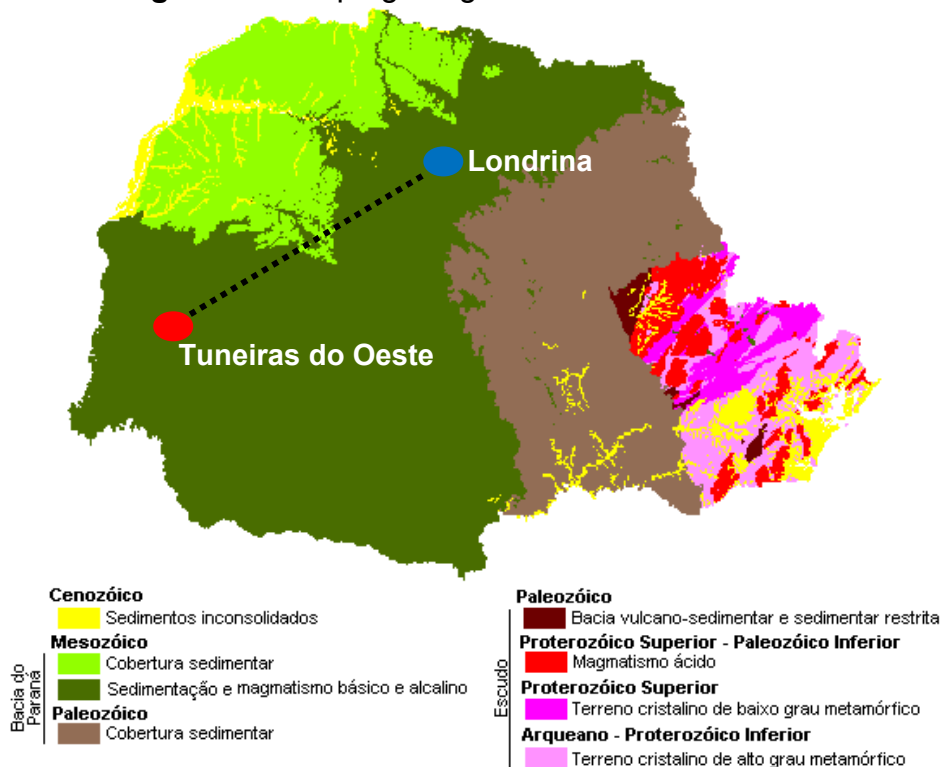 Londrina
Tuneiras do Oeste
Cenozóico
Sedimentos inconsolidados
Mesozóico
Cobertura sedimentar
Sedimentação e magmatismo básico e alcalino
Paleozóico
Cobertura sedimentar
Bacia do
Paraná
Paleozóico
Bacia vulcano-sedimentar e sedimentar restrita
Proterozóico Superior - Paleozóico Inferior
Magmatismo ácido
Proterozóico Superior
Terreno cristalino de baixo grau metamórfico
Arqueano - Proterozóico Inferior
Terreno cristalino de alto grau metamórfico
Escudo